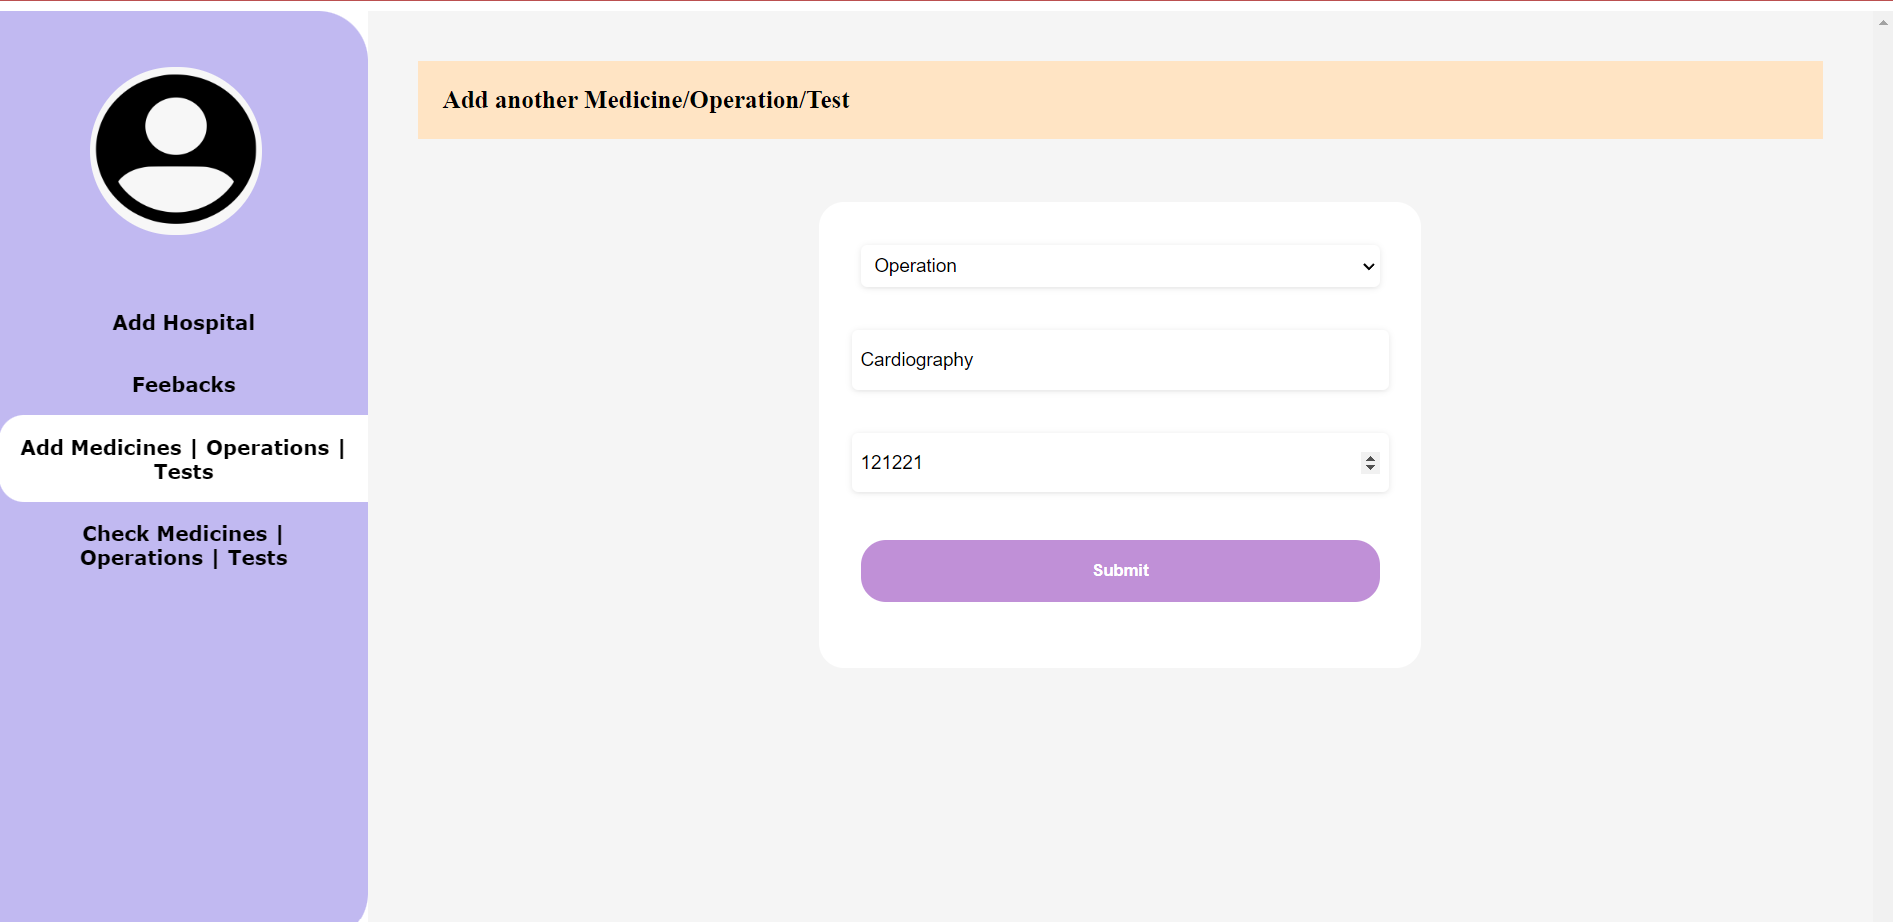 Add Hospital
Feebacks
Add Medicines | Operations |
Tests
Check Medicines |
Operations | Tests
Add another Medicine/Operation/Test
Operation
Cardiography
121221
Submit